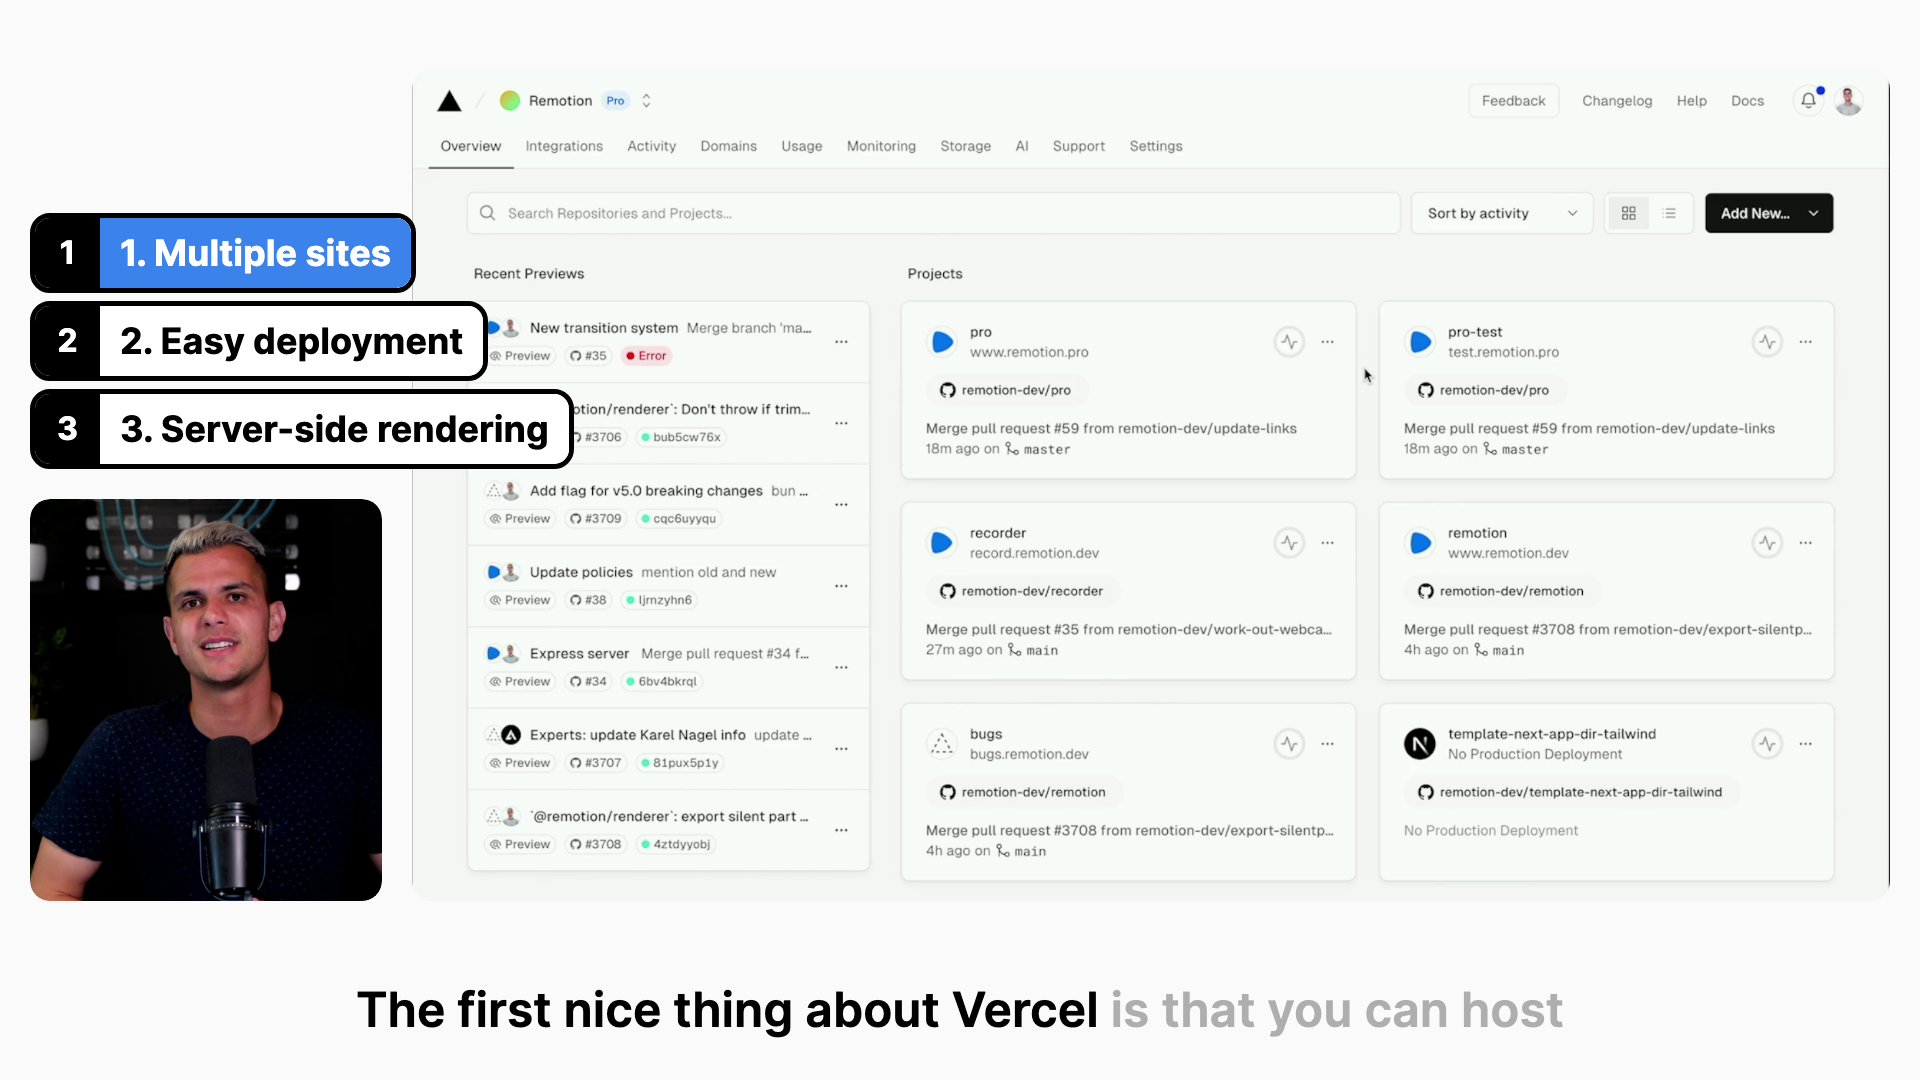 Remotion Pro
Feedback Changelog Help Docs
Overview Integrations Activity Domains Usage Monitoring Storage AI Support Settings
Search Repositories and Projects...
Sort by activity
Add New...
1 1. Multiple sites
2 2. Easy deployment
3 3. Server-side rendering
Recent Previews
New transition system Merge branch 'ma...
Preview #35 Error
otion/renderer`: Don't throw if trim...
#3706 bub5cw76x
Add flag for v5.0 breaking changes bun ...
Preview #3709 cqc6uyyqu
Update policies mention old and new
Preview #38 ljrnzyhn6
Express server Merge pull request #34 f...
Preview #34 6bv4bkrql
Experts: update Karel Nagel info update ...
Preview #3707 81pux5p1y
`@remotion/renderer`: export silent part ...
Preview #3708 4ztdyyobj
Projects
pro
www.remotion.pro
remotion-dev/pro
Merge pull request #59 from remotion-dev/update-links
18m ago on master
pro-test
test.remotion.pro
remotion-dev/pro
Merge pull request #59 from remotion-dev/update-links
18m ago on master
recorder
record.remotion.dev
remotion-dev/recorder
Merge pull request #35 from remotion-dev/work-out-webca...
27m ago on main
remotion
www.remotion.dev
remotion-dev/remotion
Merge pull request #3708 from remotion-dev/export-silentp...
4h ago on main
bugs
bugs.remotion.dev
remotion-dev/remotion
Merge pull request #3708 from remotion-dev/export-silentp...
4h ago on main
N
template-next-app-dir-tailwind
No Production Deployment
remotion-dev/template-next-app-dir-tailwind
No Production Deployment
The first nice thing about Vercel is that you can host